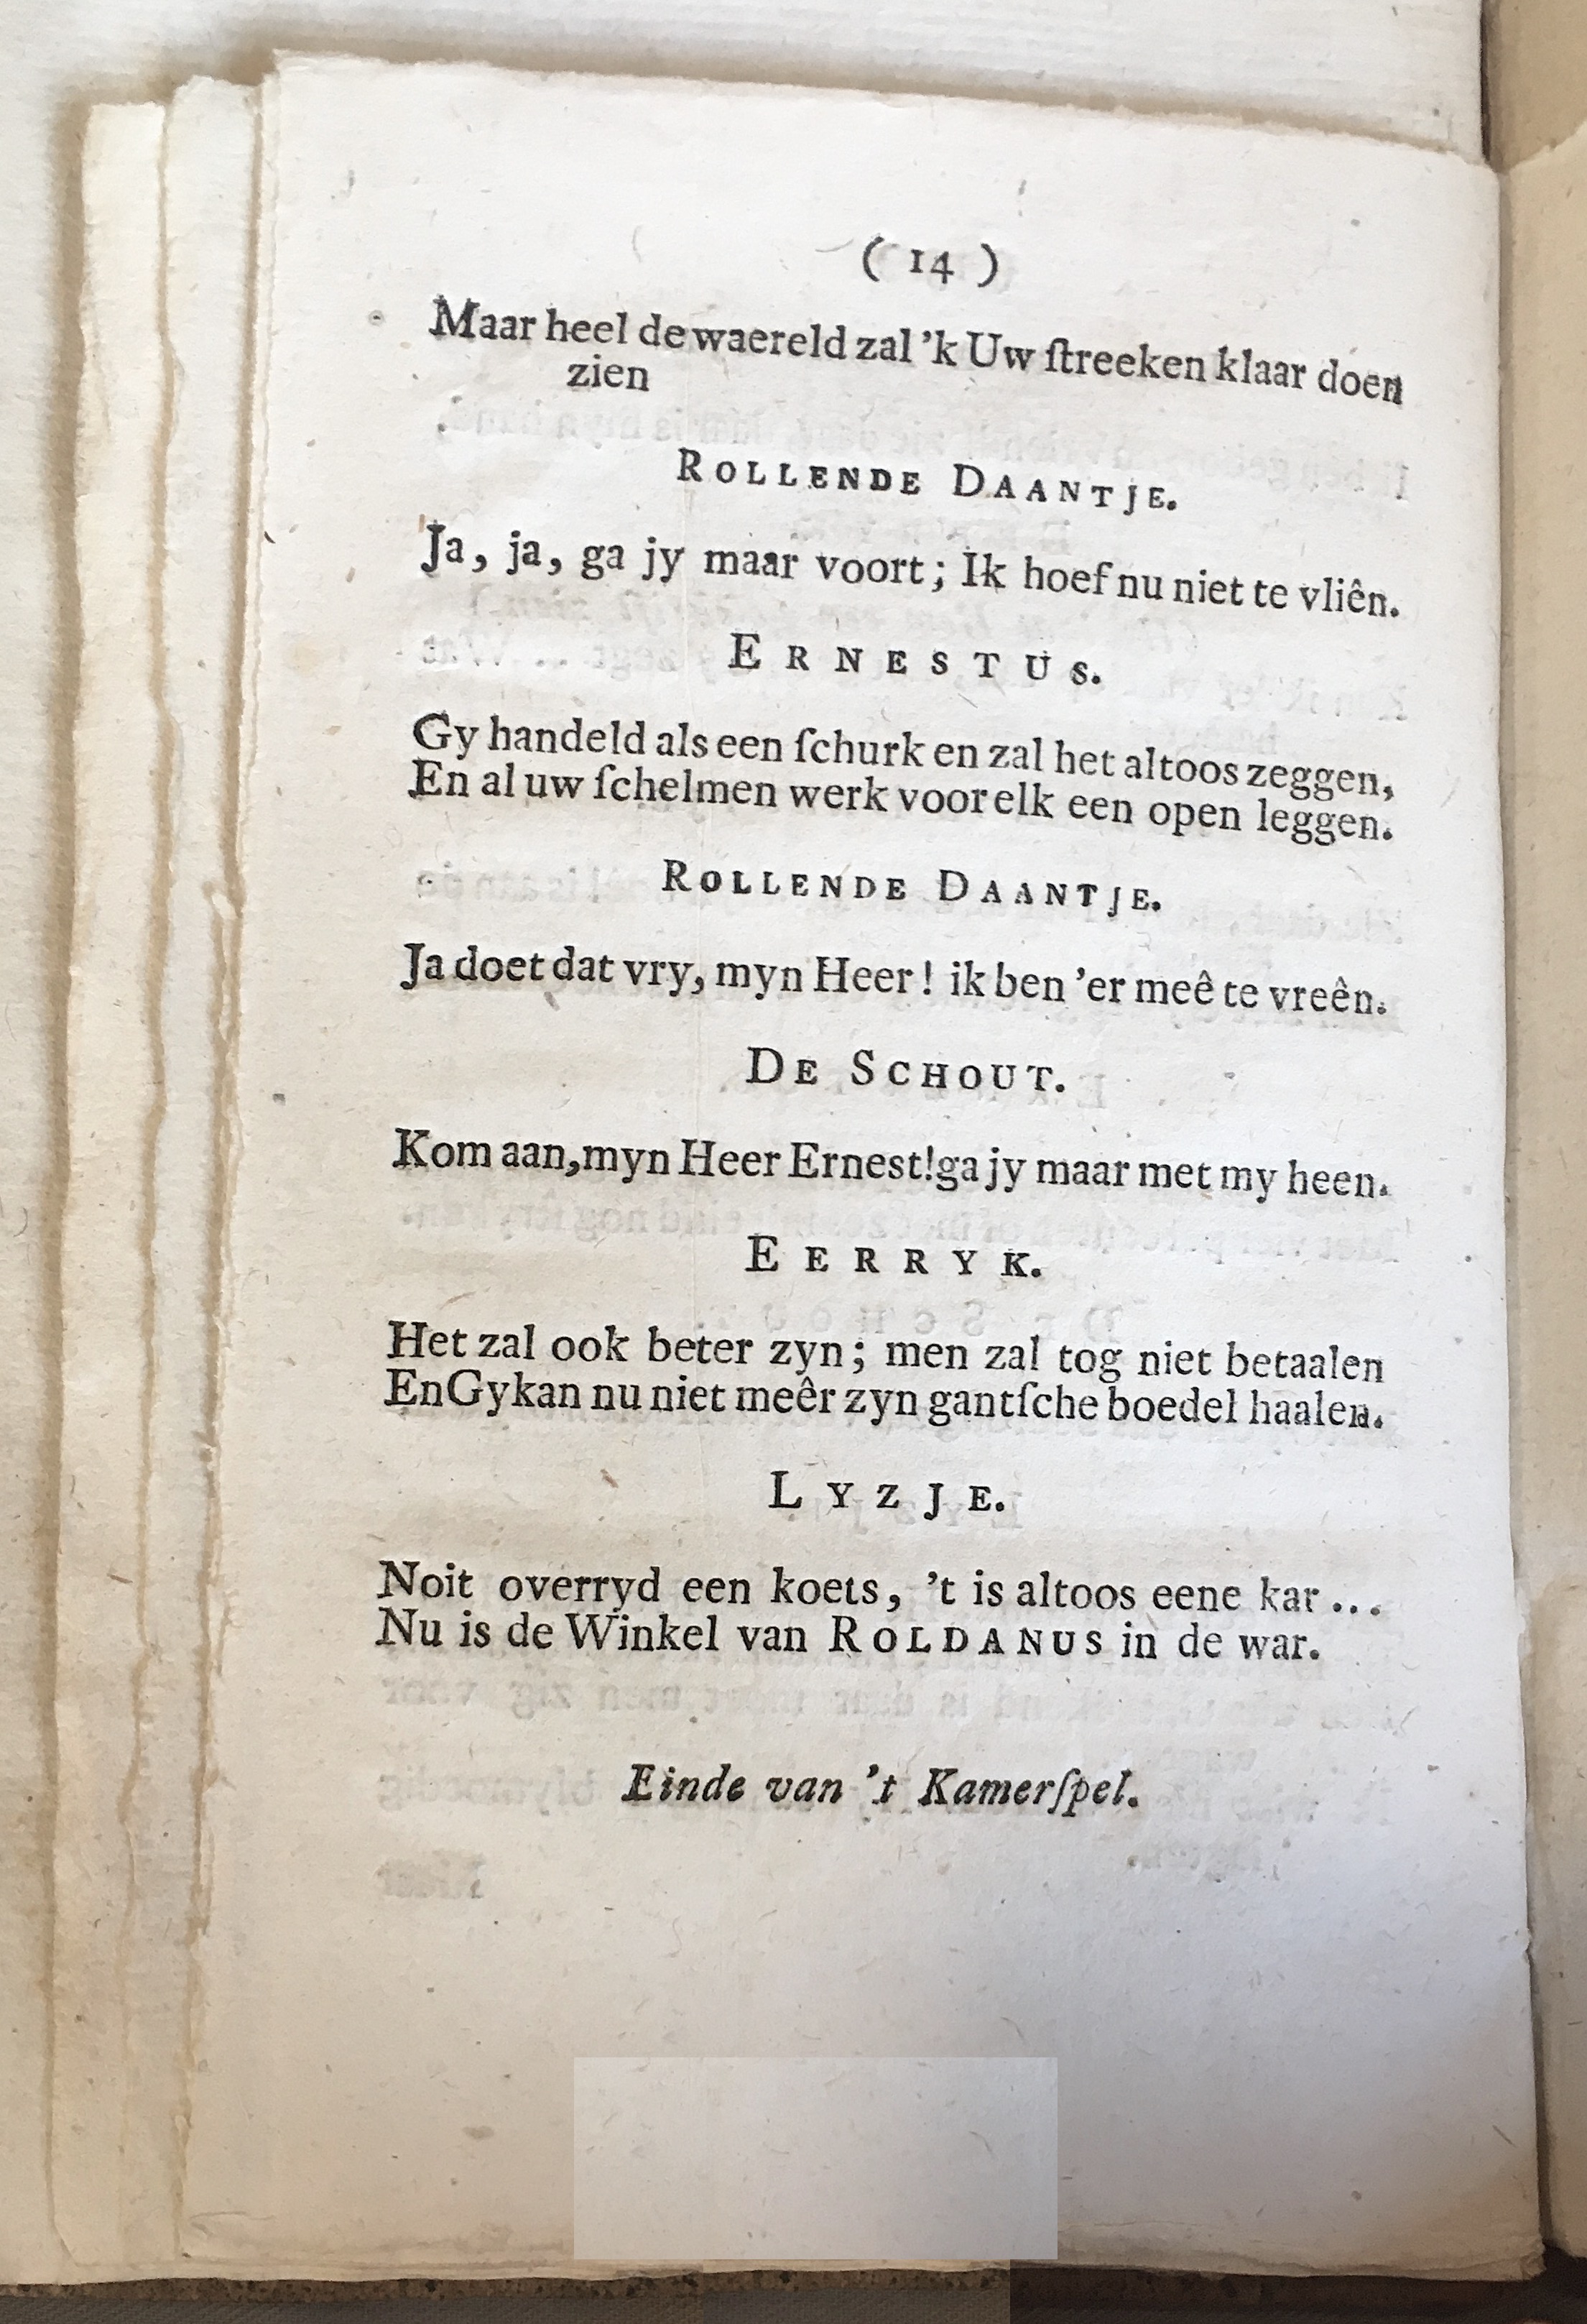 ( 14 )
Maar heel de waereld zal 'k Uw ſtreeken klaar doen
zien
ROLLENDE DAANTJE.
Ja, ja, ga jy maar voort; Ik hoef nu niet te vliên.
ERNESTUS.
Gy handeld als een ſchurk en zal het altoos zeggen,
En al uw ſchelmen werk voor elk een open leggen.
ROLLENDE DAANTJE.
Ja doet dat vry, myn Heer! ik ben 'er meê te vreên.
DE SCHOUT.
Kom aan, myn Heer Ernest! ga jy maar met my heen.
EERRYK.
Het zal ook beter zyn; men zal tog niet betaalen
En Gy kan nu niet meêr zyn gantſche boedel haalen.
LYZJE.
Noit overryd een koets, 't is altoos eene kar...
Nu is de Winkel van ROLDANUS in de war.
Einde van 't Kamerſpel.